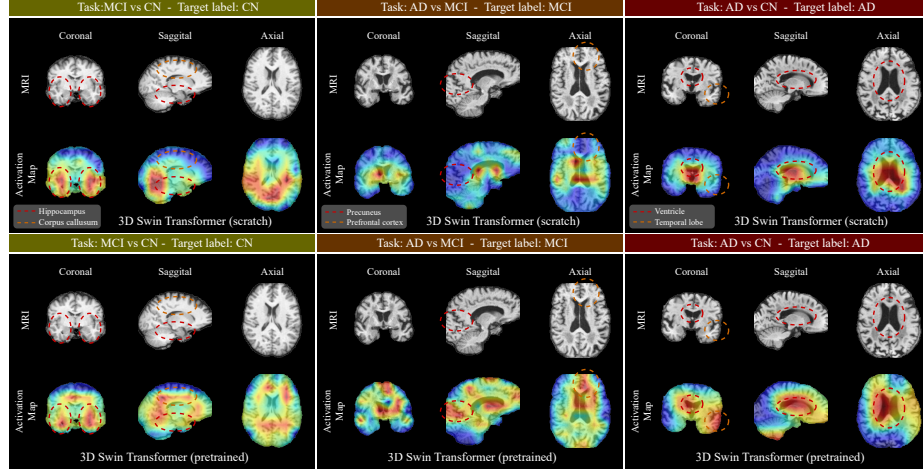 Task:MCI vs CN - Target label: CN
Task: AD vs MCI - Target label: MCI
Task: AD vs CN - Target label: AD
Coronal Saggital Axial
Coronal Saggital Axial
Coronal Saggital Axial
MRI
MRI
MRI
Activation
Map
Activation
Map
Activation
Map
Hippocampus
Corpus callusum
Precuneus
Prefrontal cortex
Ventricle
Temporal lobe
3D Swin Transformer (scratch)
3D Swin Transformer (scratch)
3D Swin Transformer (scratch)
Task: MCI vs CN - Target label: CN
Task: AD vs MCI - Target label: MCI
Task: AD vs CN - Target label: AD
Coronal Saggital Axial
Coronal Saggital Axial
Coronal Saggital Axial
MRI
MRI
MRI
Activation
Map
Activation
Map
Activation
Map
3D Swin Transformer (pretrained)
3D Swin Transformer (pretrained)
3D Swin Transformer (pretrained)